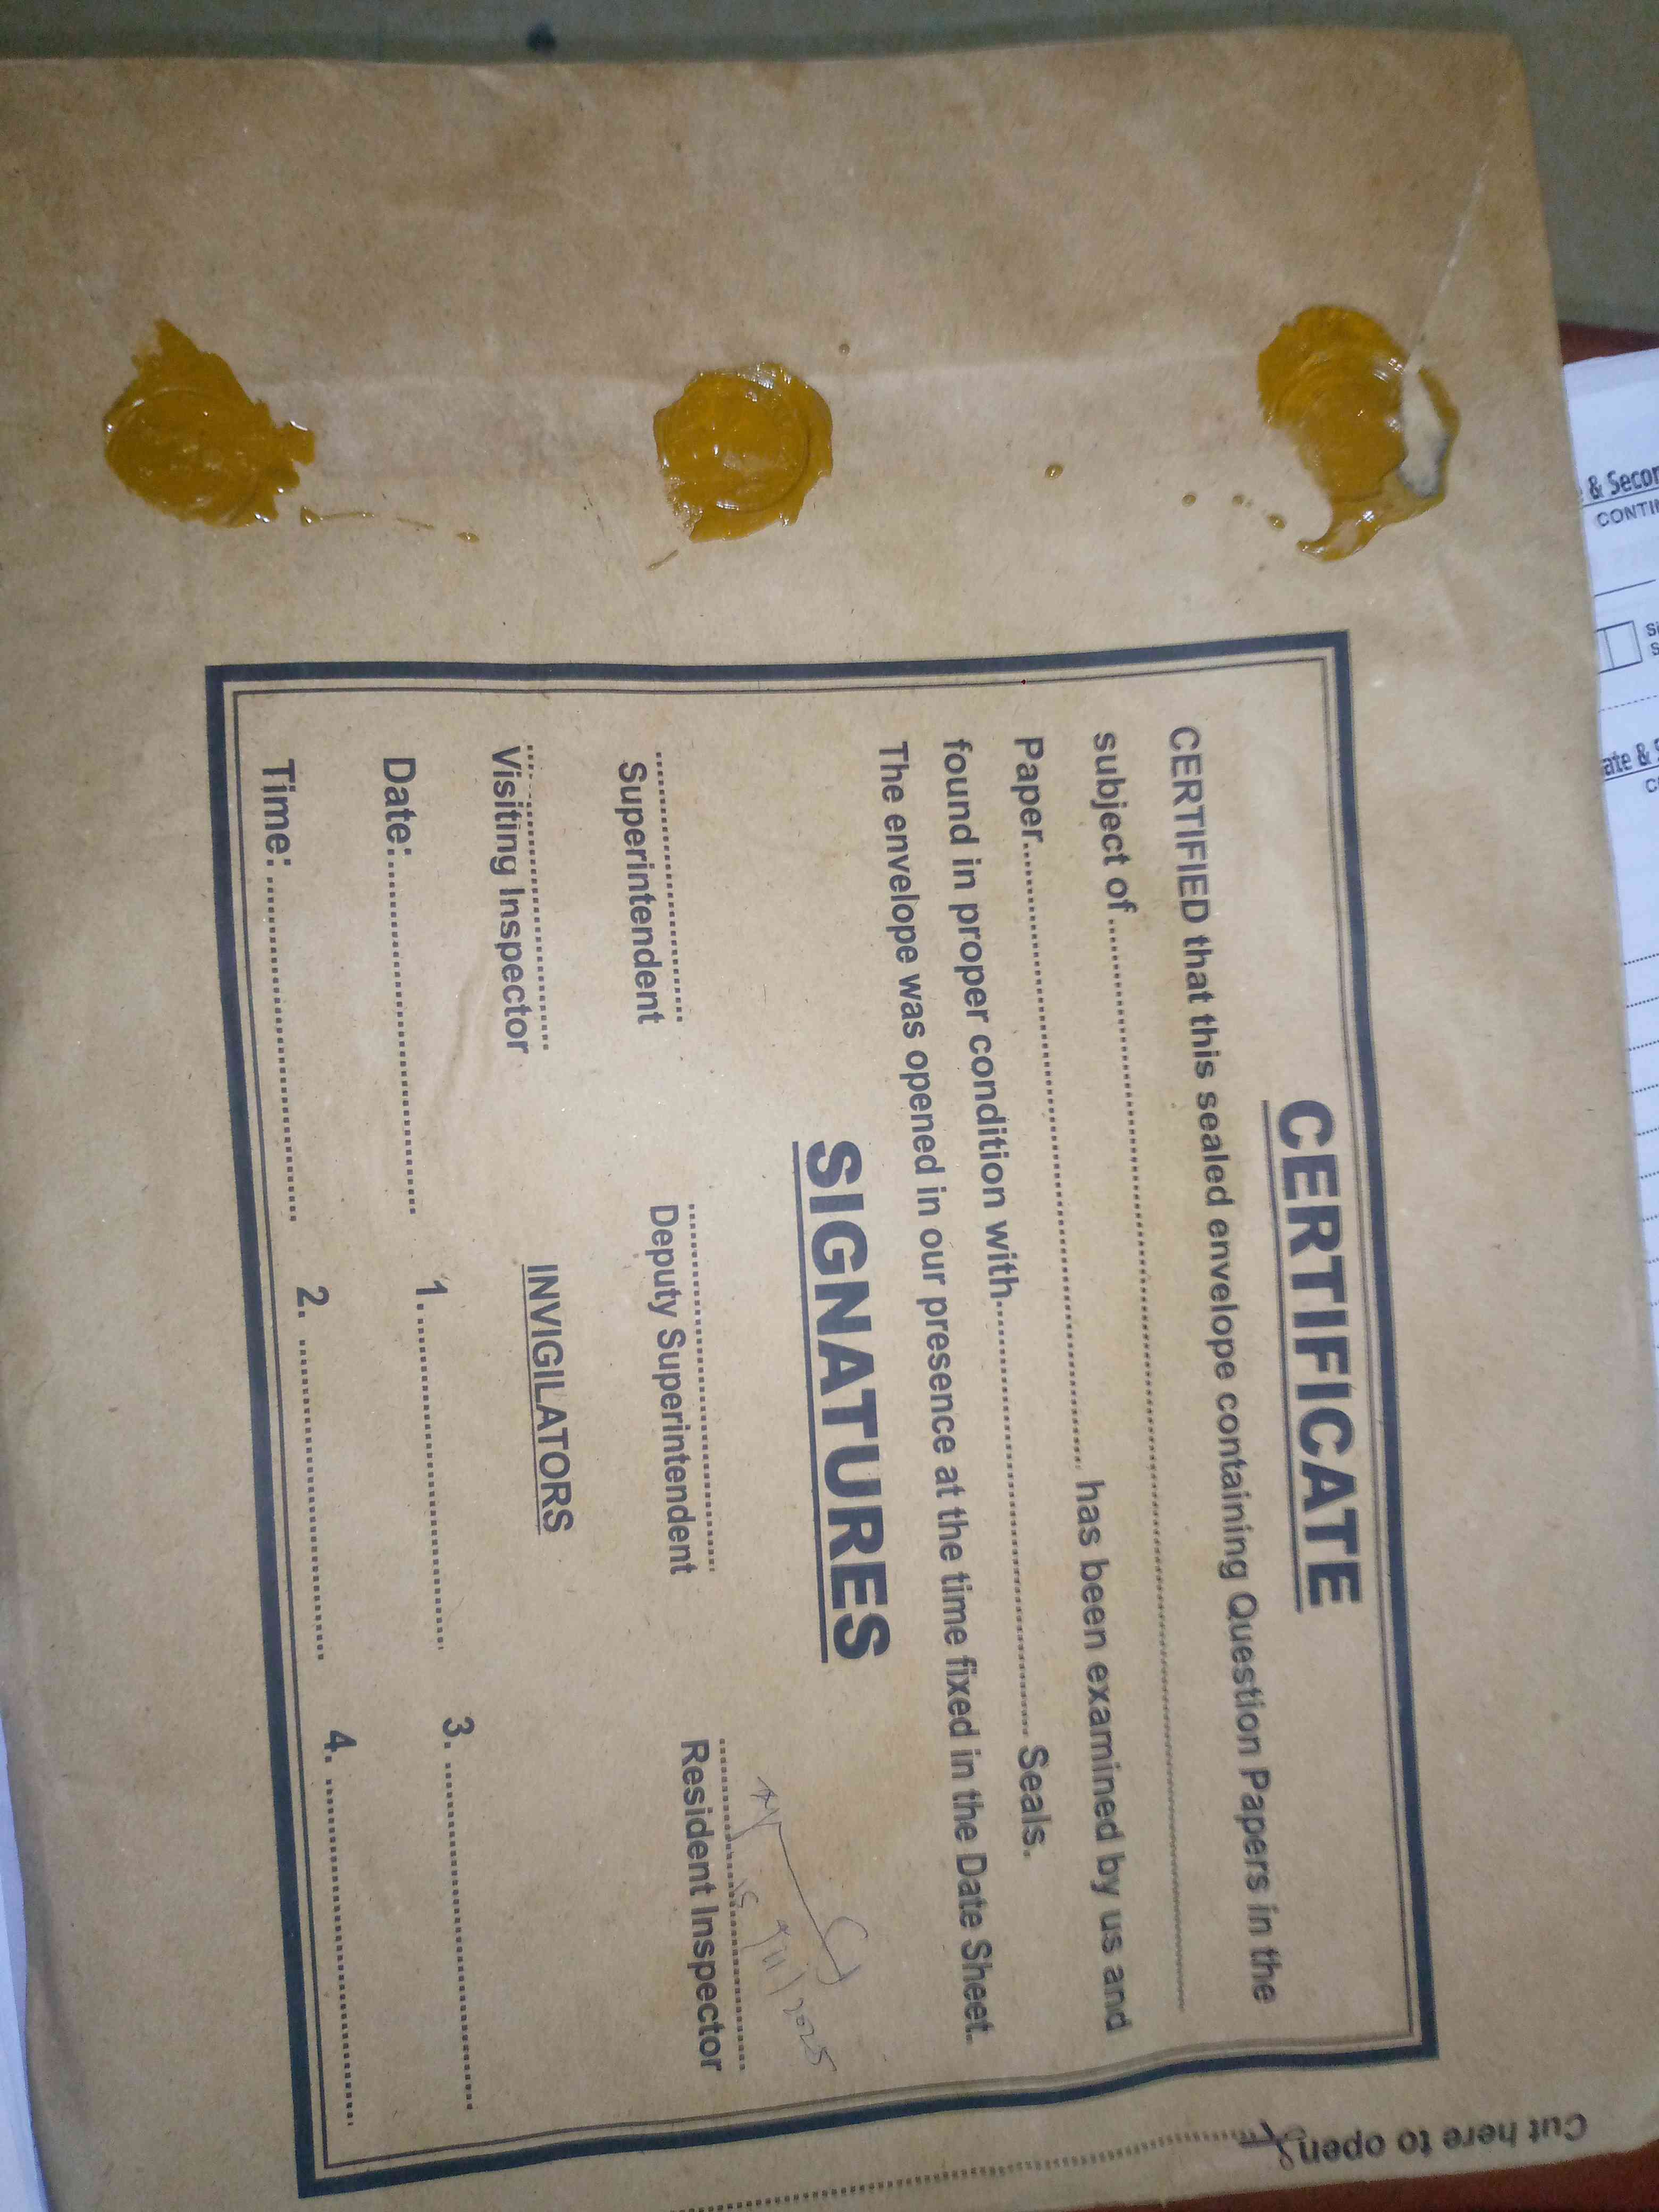 CERTIFICATE
CERTIFIED that this sealed envelope containing Question Papers in the
subject of ........................................................................
Paper................................................ has been examined by us and
found in proper condition with.................................... Seals.
The envelope was opened in our presence at the time fixed in the Date Sheet.
SIGNATURES
Superintendent Deputy Superintendent Resident Inspector
Visiting Inspector
INVIGILATORS
Date:............................ 1............................. 3. .............................
Time: ............................ 2. ............................. 4. .............................
Cut here to open
& Secon
CONTIN
ate &